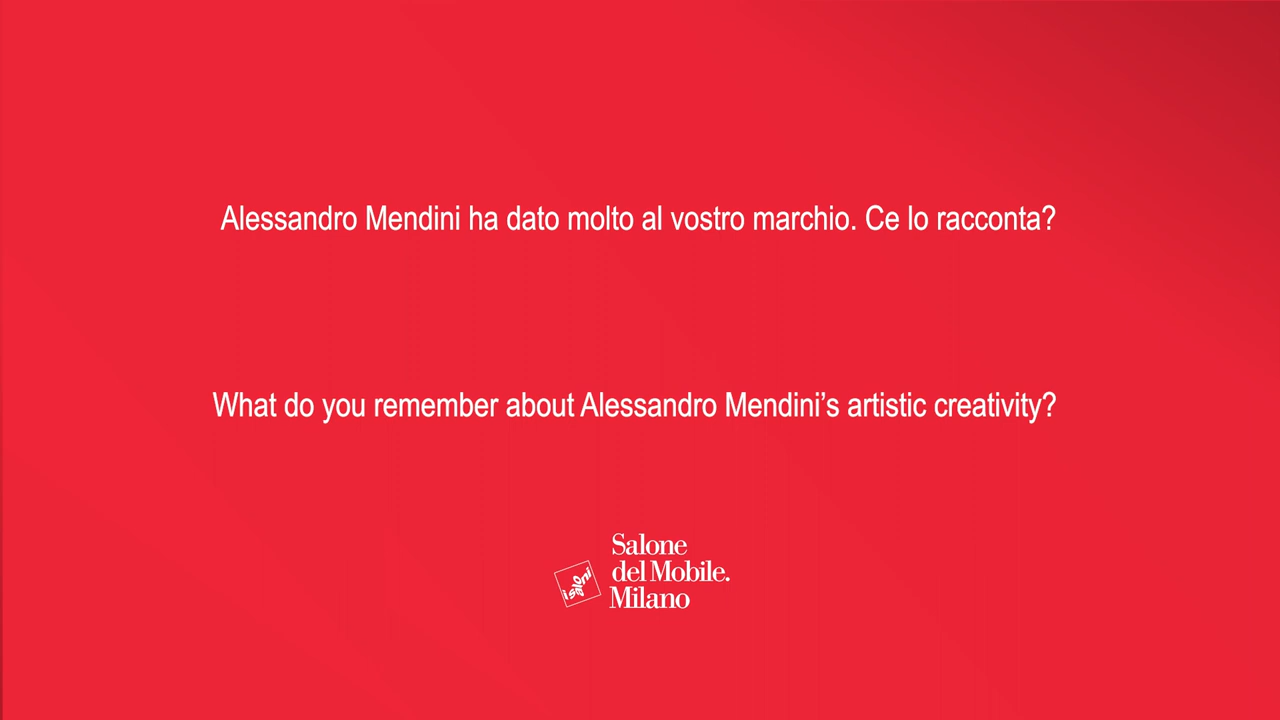 Alessandro Mendini ha dato molto al vostro marchio. Ce lo racconta?
What do you remember about Alessandro Mendini’s artistic creativity?
Salone
del Mobile.
Milano
i saloni